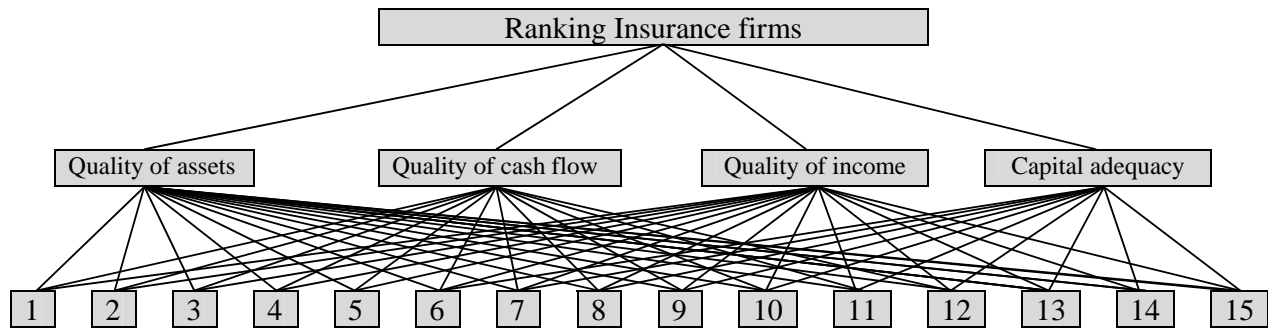 Ranking Insurance firms
Quality of assets Quality of cash flow Quality of income Capital adequacy
1 2 3 4 5 6 7 8 9 10 11 12 13 14 15